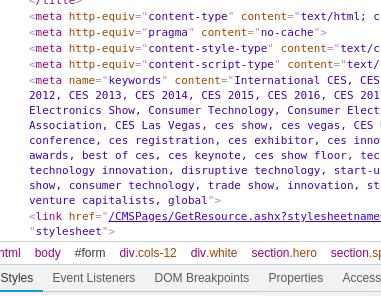 </title>
<meta http-equiv="content-type" content="text/html; c
<meta http-equiv="pragma" content="no-cache">
<meta http-equiv="content-style-type" content="text/c
<meta http-equiv="content-script-type" content="text/
<meta name="keywords" content="International CES, CES
2012, CES 2013, CES 2014, CES 2015, CES 2016, CES 201
Electronics Show, Consumer Technology, Consumer Elect
Association, CES Las Vegas, ces show, ces vegas, CES
conference, ces registration, ces exhibitor, ces inno
awards, best of ces, ces keynote, ces show floor, tec
technology innovation, disruptive technology, start-u
show, consumer technology, trade show, innovation, sta
venture capitalists, global">
<link href="/CMSPages/GetResource.ashx?stylesheetname
"stylesheet">
html body #form div.cols-12 div.white section.hero section.sp
Styles Event Listeners DOM Breakpoints Properties Access